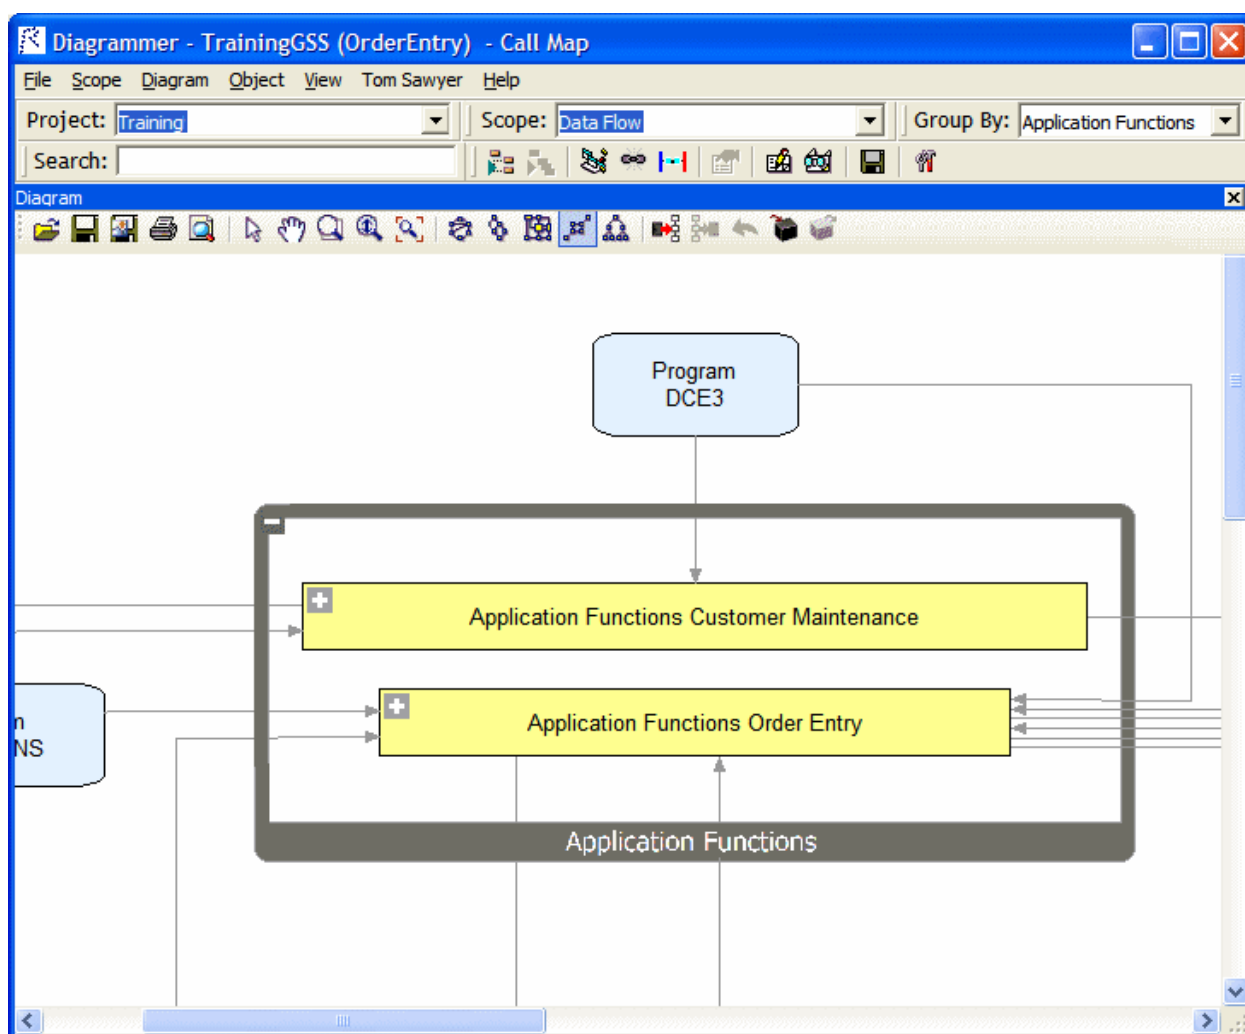 Diagrammer - TrainingGSS (OrderEntry) - Call Map
File Scope Diagram Object View Tom Sawyer Help
Project: Training Scope: Data Flow Group By: Application Functions
Search:
Diagram
Program
DCE3
Application Functions Customer Maintenance
m
NS
Application Functions Order Entry
Application Functions